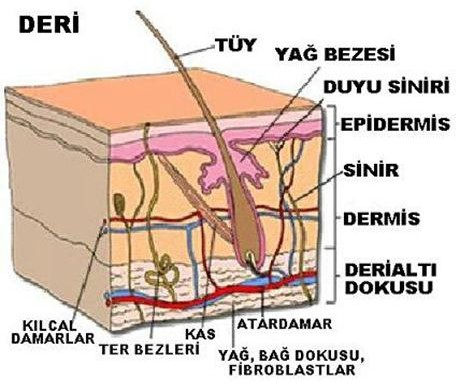 DERİ
TÜY
YAĞ BEZESİ
DUYU SİNİRİ
EPİDERMİS
SİNİR
DERMİS
DERİALTI
DOKUSU
KILCAL
DAMARLAR
TER BEZLERİ
KAS
ATARDAMAR
YAĞ, BAĞ DOKUSU,
FİBROBLASTLAR